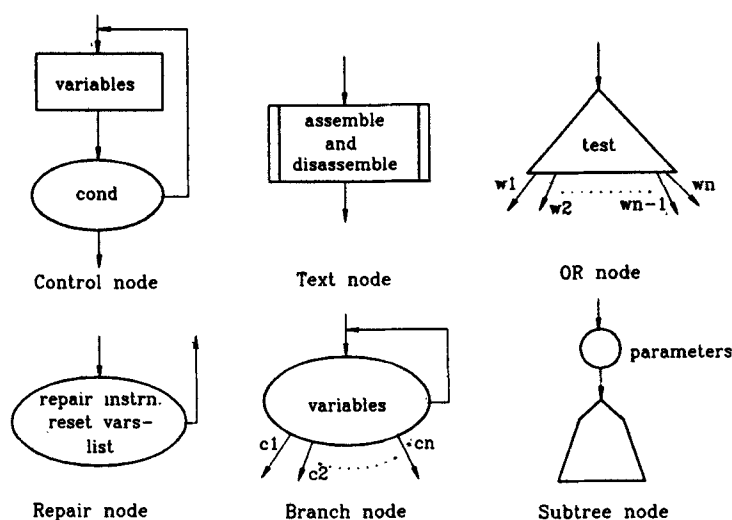 variables
cond
Control node
assemble
and
disassemble
Text node
test
w1
w2
wn-1
wn
OR node
repair instrn.
reset vars-
list
Repair node
variables
c1
c2
cn
Branch node
parameters
Subtree node